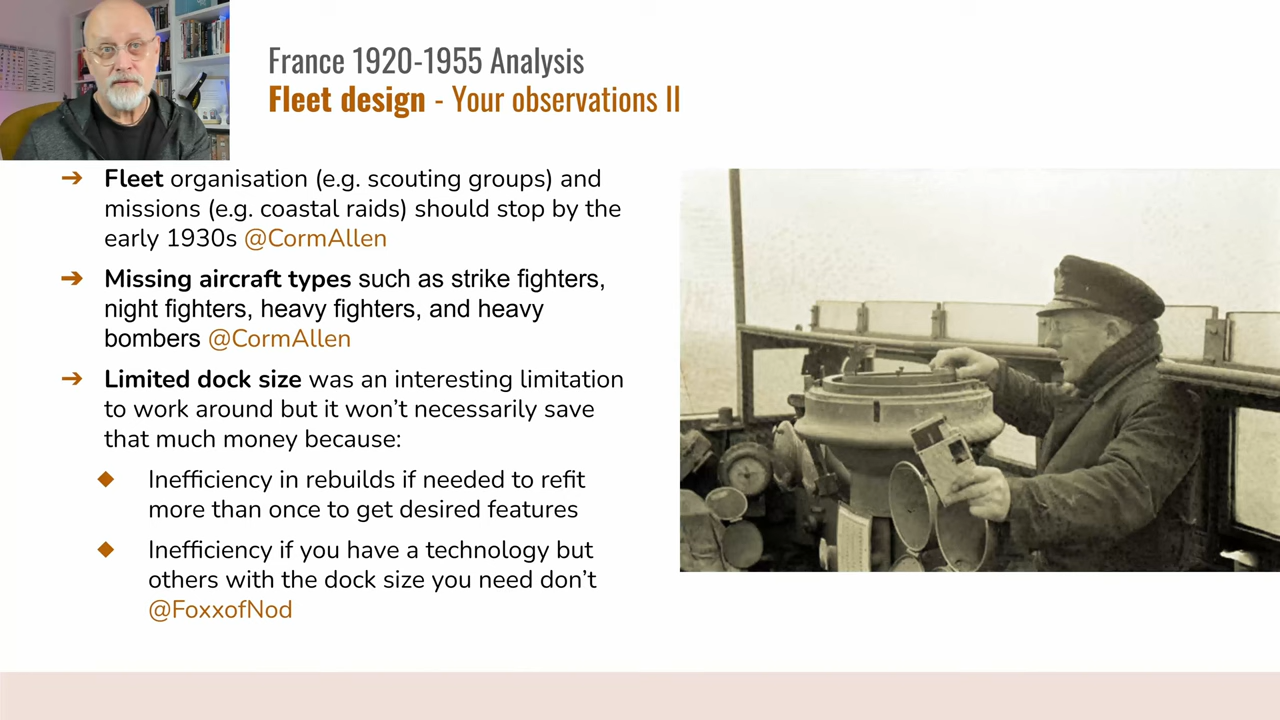 France 1920-1955 Analysis
Fleet design - Your observations II
➔ Fleet organisation (e.g. scouting groups) and
missions (e.g. coastal raids) should stop by the
early 1930s @CormAllen
➔ Missing aircraft types such as strike fighters,
night fighters, heavy fighters, and heavy
bombers @CormAllen
➔ Limited dock size was an interesting limitation
to work around but it won’t necessarily save
that much money because:
◆ Inefficiency in rebuilds if needed to refit
more than once to get desired features
◆ Inefficiency if you have a technology but
others with the dock size you need don’t
@FoxxofNod